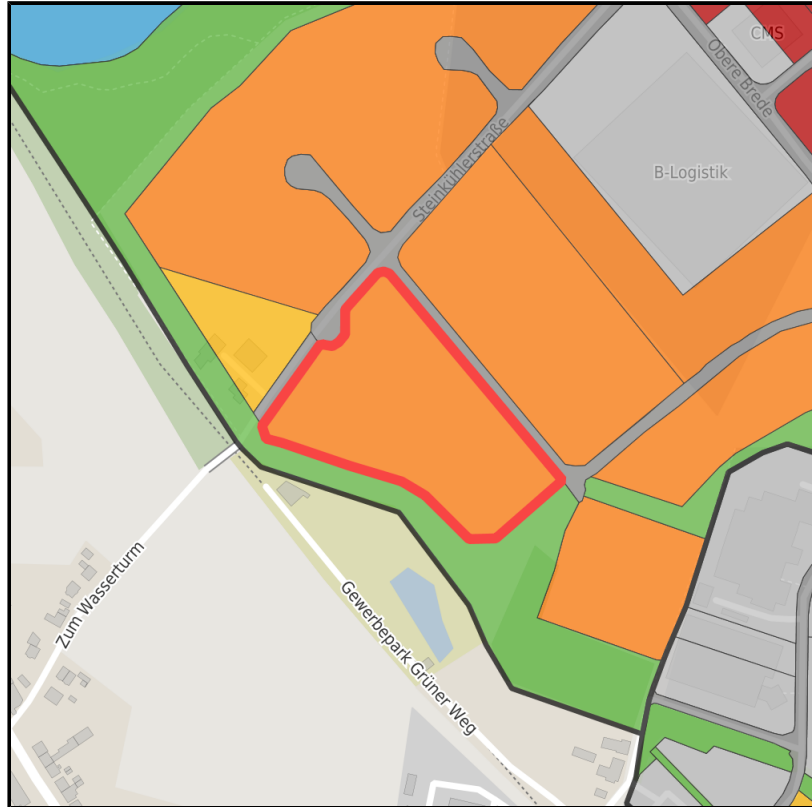 CMS
Obere Brede
B-Logistik
Steinkühlerstraße
Zum Wasserturm
Gewerbepark Grüner Weg